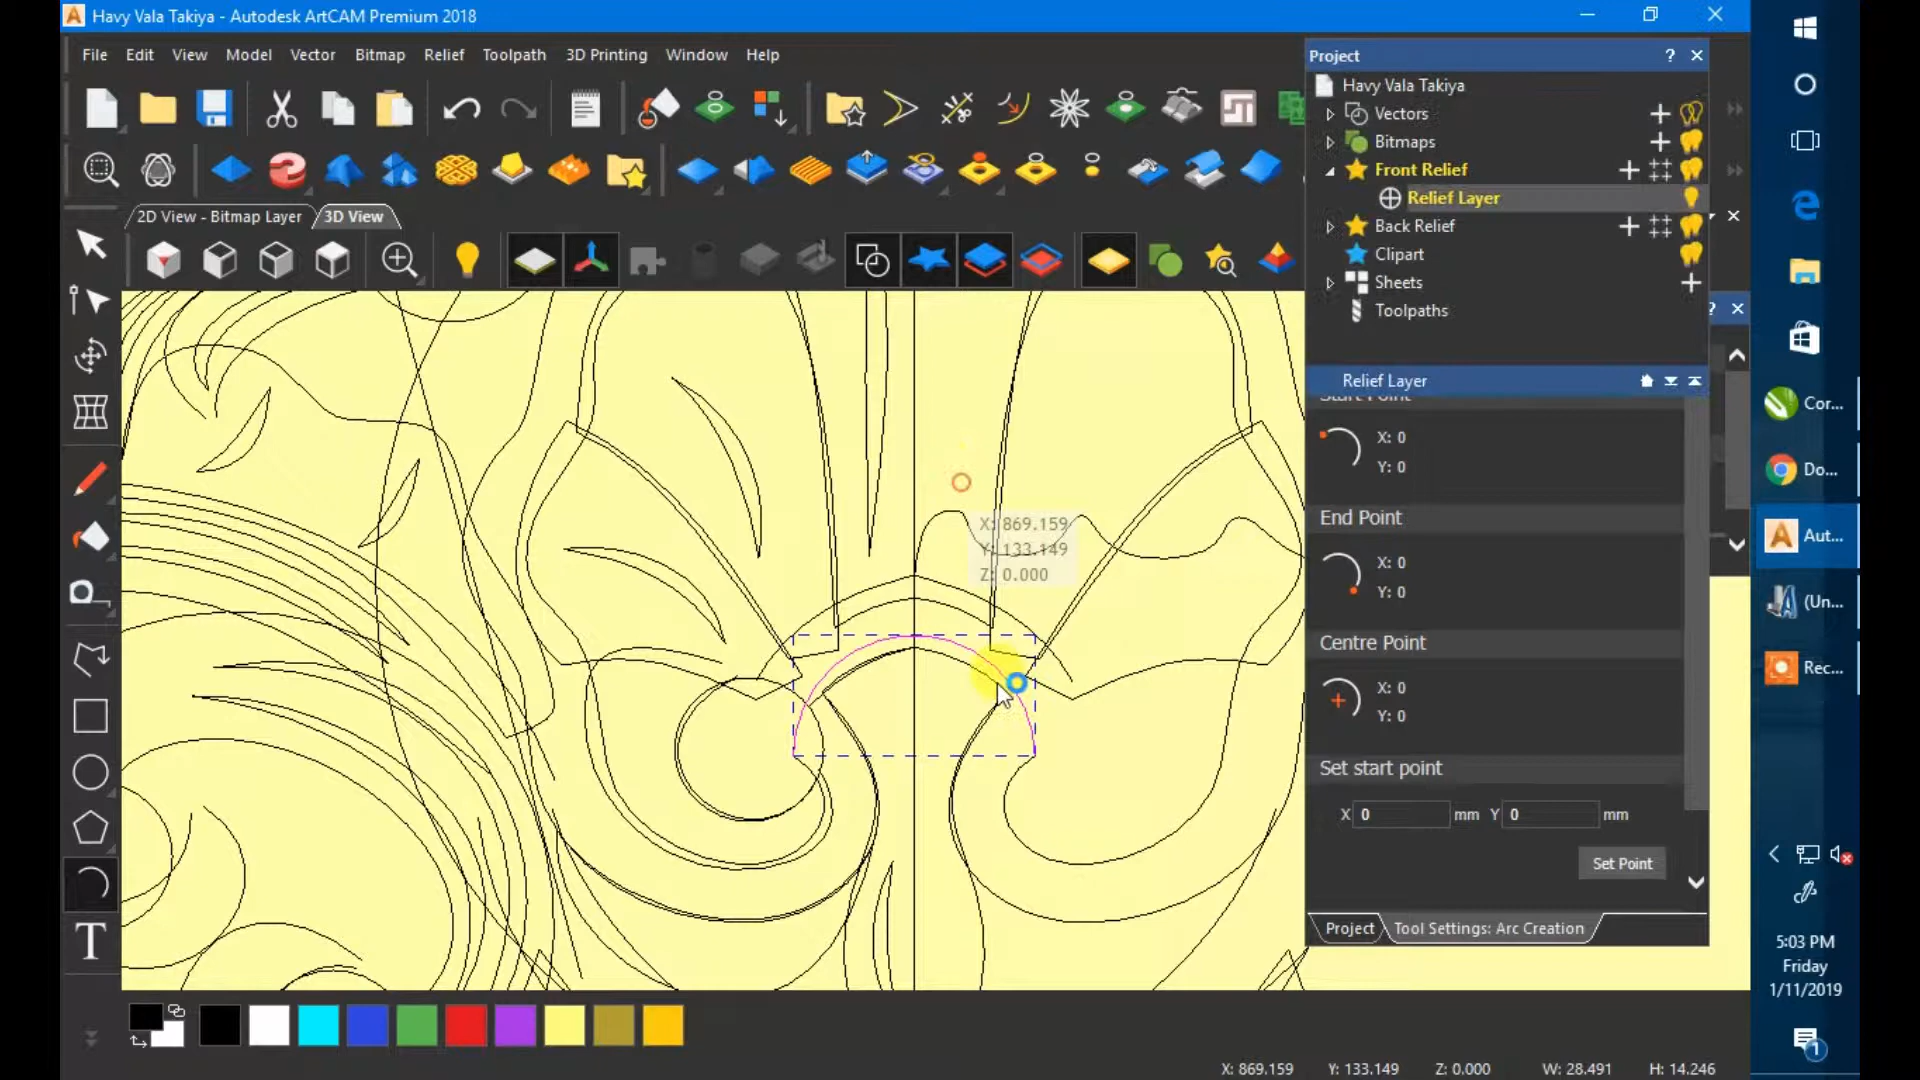 Havy Vala Takiya - Autodesk ArtCAM Premium 2018
File Edit View Model Vector Bitmap Relief Toolpath 3D Printing Window Help
2D View - Bitmap Layer 3D View
Project
Havy Vala Takiya
Vectors
Bitmaps
Front Relief
Relief Layer
Back Relief
Clipart
Sheets
Toolpaths
Relief Layer
Start Point
X: 0
Y: 0
End Point
X: 0
Y: 0
Centre Point
X: 0
Y: 0
Set start point
X 0 mm Y 0 mm
Set Point
Project Tool Settings: Arc Creation
X: 869.159
Y: 133.149
Z: 0.000
T
X: 869.159 Y: 133.149 Z: 0.000 W: 28.491 H: 14.246
Cor...
Do...
Aut...
(Un...
Rec...
5:03 PM
Friday
1/11/2019
1